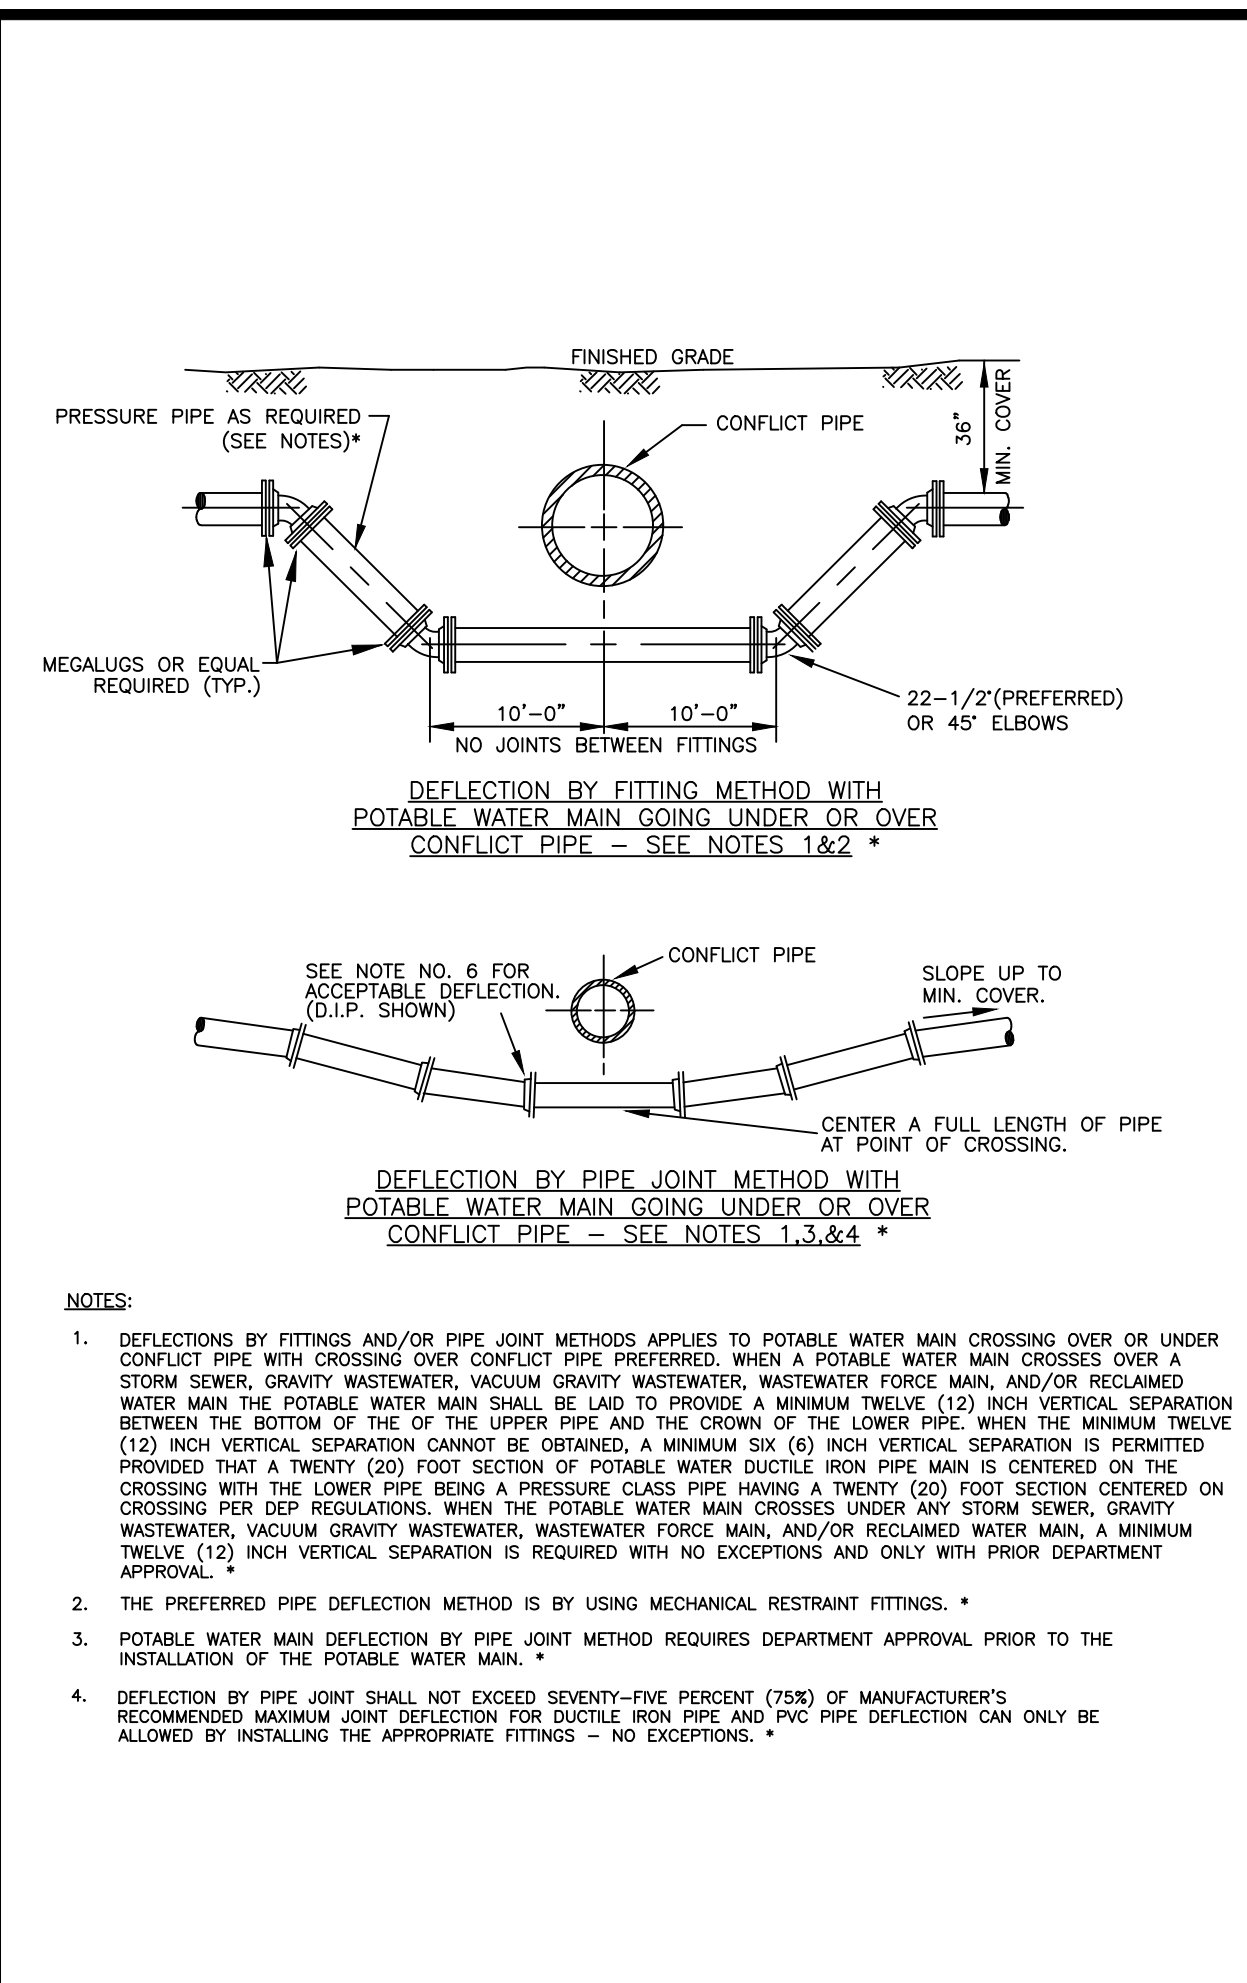 FINISHED GRADE
PRESSURE PIPE AS REQUIRED
(SEE NOTES)*
CONFLICT PIPE
36"
MIN. COVER
MEGALUGS OR EQUAL
REQUIRED (TYP.)
22-1/2°(PREFERRED)
OR 45° ELBOWS
10'-0" 10'-0"
NO JOINTS BETWEEN FITTINGS
DEFLECTION BY FITTING METHOD WITH
POTABLE WATER MAIN GOING UNDER OR OVER
CONFLICT PIPE - SEE NOTES 1&2 *
CONFLICT PIPE
SEE NOTE NO. 6 FOR
ACCEPTABLE DEFLECTION.
(D.I.P. SHOWN)
SLOPE UP TO
MIN. COVER.
CENTER A FULL LENGTH OF PIPE
AT POINT OF CROSSING.
DEFLECTION BY PIPE JOINT METHOD WITH
POTABLE WATER MAIN GOING UNDER OR OVER
CONFLICT PIPE - SEE NOTES 1,3,&4 *
NOTES:
1. DEFLECTIONS BY FITTINGS AND/OR PIPE JOINT METHODS APPLIES TO POTABLE WATER MAIN CROSSING OVER OR UNDER
CONFLICT PIPE WITH CROSSING OVER CONFLICT PIPE PREFERRED. WHEN A POTABLE WATER MAIN CROSSES OVER A
STORM SEWER, GRAVITY WASTEWATER, VACUUM GRAVITY WASTEWATER, WASTEWATER FORCE MAIN, AND/OR RECLAIMED
WATER MAIN THE POTABLE WATER MAIN SHALL BE LAID TO PROVIDE A MINIMUM TWELVE (12) INCH VERTICAL SEPARATION
BETWEEN THE BOTTOM OF THE OF THE UPPER PIPE AND THE CROWN OF THE LOWER PIPE. WHEN THE MINIMUM TWELVE
(12) INCH VERTICAL SEPARATION CANNOT BE OBTAINED, A MINIMUM SIX (6) INCH VERTICAL SEPARATION IS PERMITTED
PROVIDED THAT A TWENTY (20) FOOT SECTION OF POTABLE WATER DUCTILE IRON PIPE MAIN IS CENTERED ON THE
CROSSING WITH THE LOWER PIPE BEING A PRESSURE CLASS PIPE HAVING A TWENTY (20) FOOT SECTION CENTERED ON
CROSSING PER DEP REGULATIONS. WHEN THE POTABLE WATER MAIN CROSSES UNDER ANY STORM SEWER, GRAVITY
WASTEWATER, VACUUM GRAVITY WASTEWATER, WASTEWATER FORCE MAIN, AND/OR RECLAIMED WATER MAIN, A MINIMUM
TWELVE (12) INCH VERTICAL SEPARATION IS REQUIRED WITH NO EXCEPTIONS AND ONLY WITH PRIOR DEPARTMENT
APPROVAL. *
2. THE PREFERRED PIPE DEFLECTION METHOD IS BY USING MECHANICAL RESTRAINT FITTINGS. *
3. POTABLE WATER MAIN DEFLECTION BY PIPE JOINT METHOD REQUIRES DEPARTMENT APPROVAL PRIOR TO THE
INSTALLATION OF THE POTABLE WATER MAIN. *
4. DEFLECTION BY PIPE JOINT SHALL NOT EXCEED SEVENTY-FIVE PERCENT (75%) OF MANUFACTURER'S
RECOMMENDED MAXIMUM JOINT DEFLECTION FOR DUCTILE IRON PIPE AND PVC PIPE DEFLECTION CAN ONLY BE
ALLOWED BY INSTALLING THE APPROPRIATE FITTINGS - NO EXCEPTIONS. *